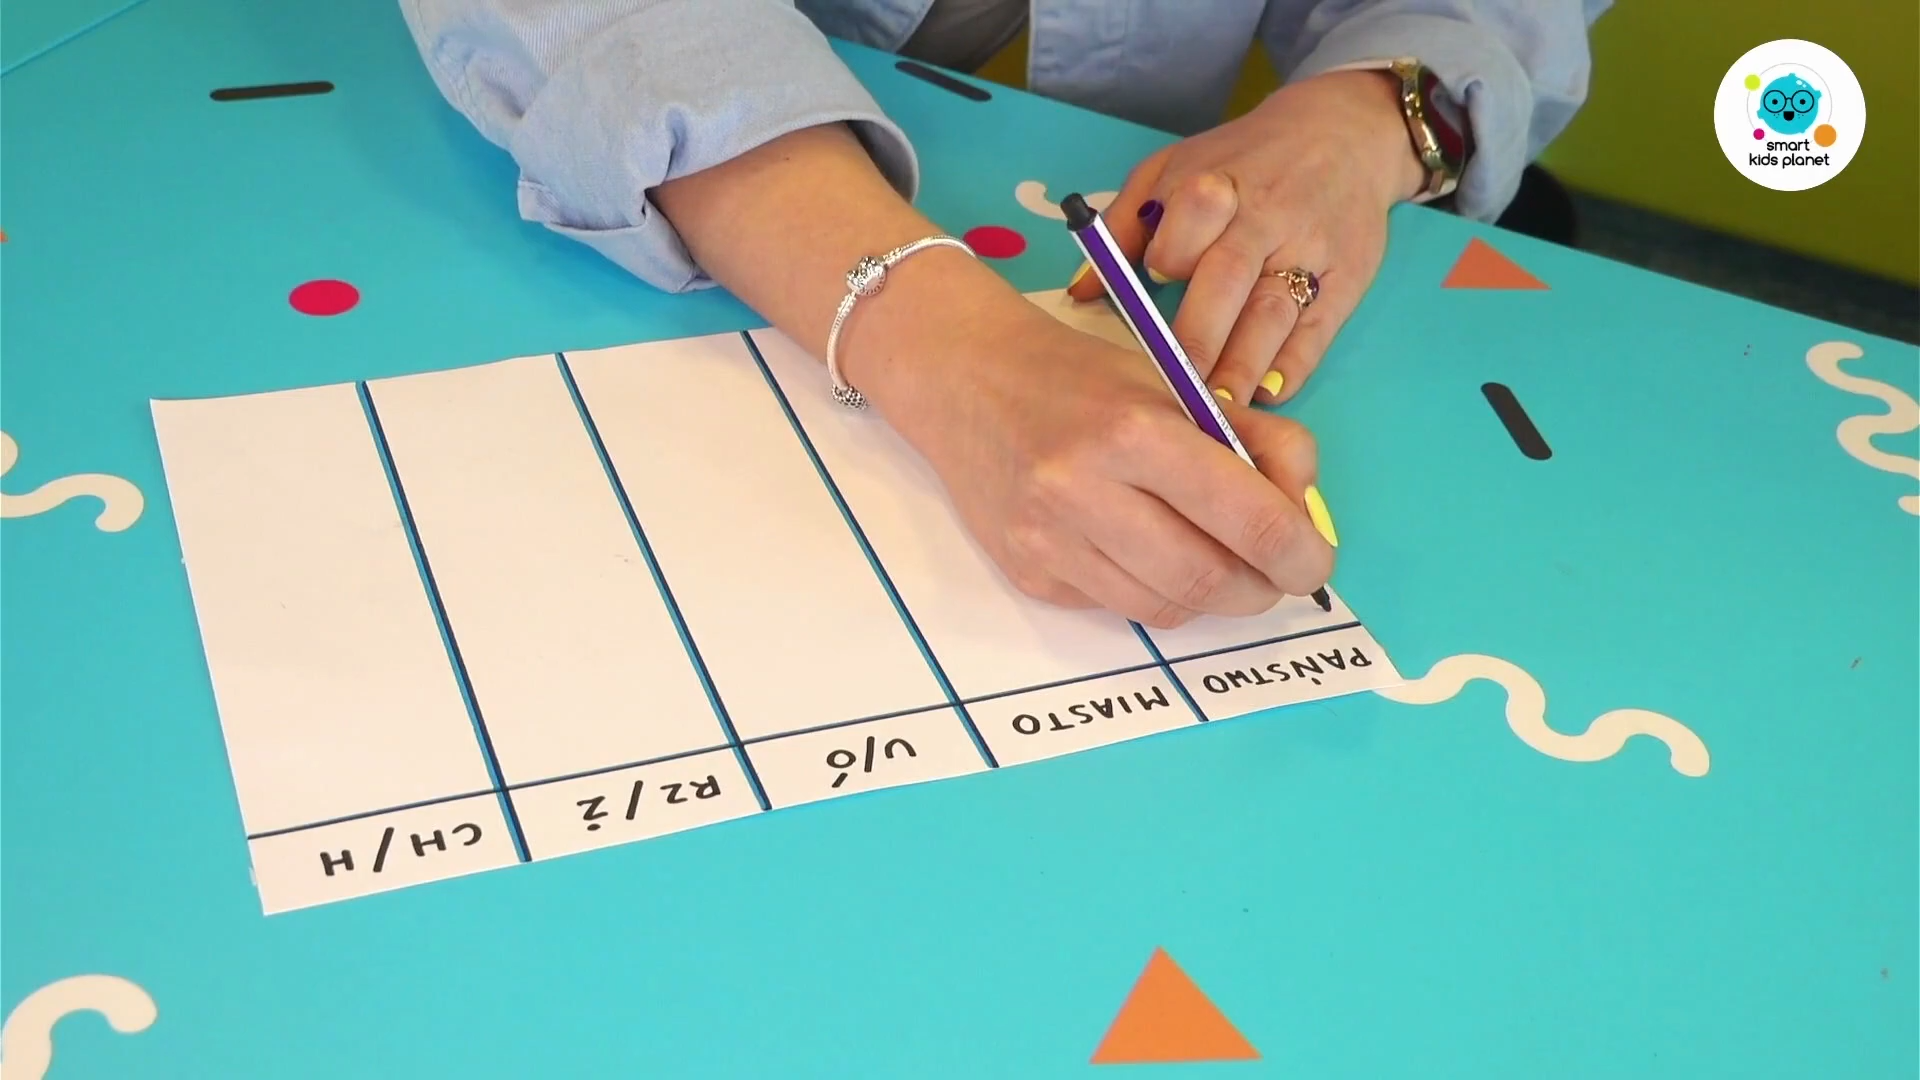 PAŃSTWO
MIASTO
U/Ó
RZ/Ż
CH/H
smart
kids planet